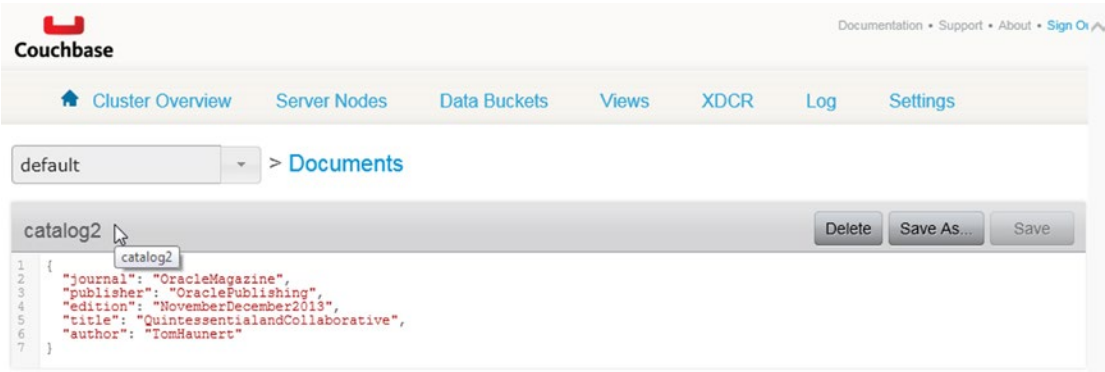 Couchbase
Documentation • Support • About • Sign
Cluster Overview Server Nodes Data Buckets Views XDCR Log Settings
default > Documents
catalog2 Delete Save As... Save
catalog2
1 {
2 "journal": "OracleMagazine",
3 "publisher": "OraclePublishing",
4 "edition": "NovemberDecember2013",
5 "title": "QuintessentialandCollaborative",
6 "author": "TomHaunert"
7 }